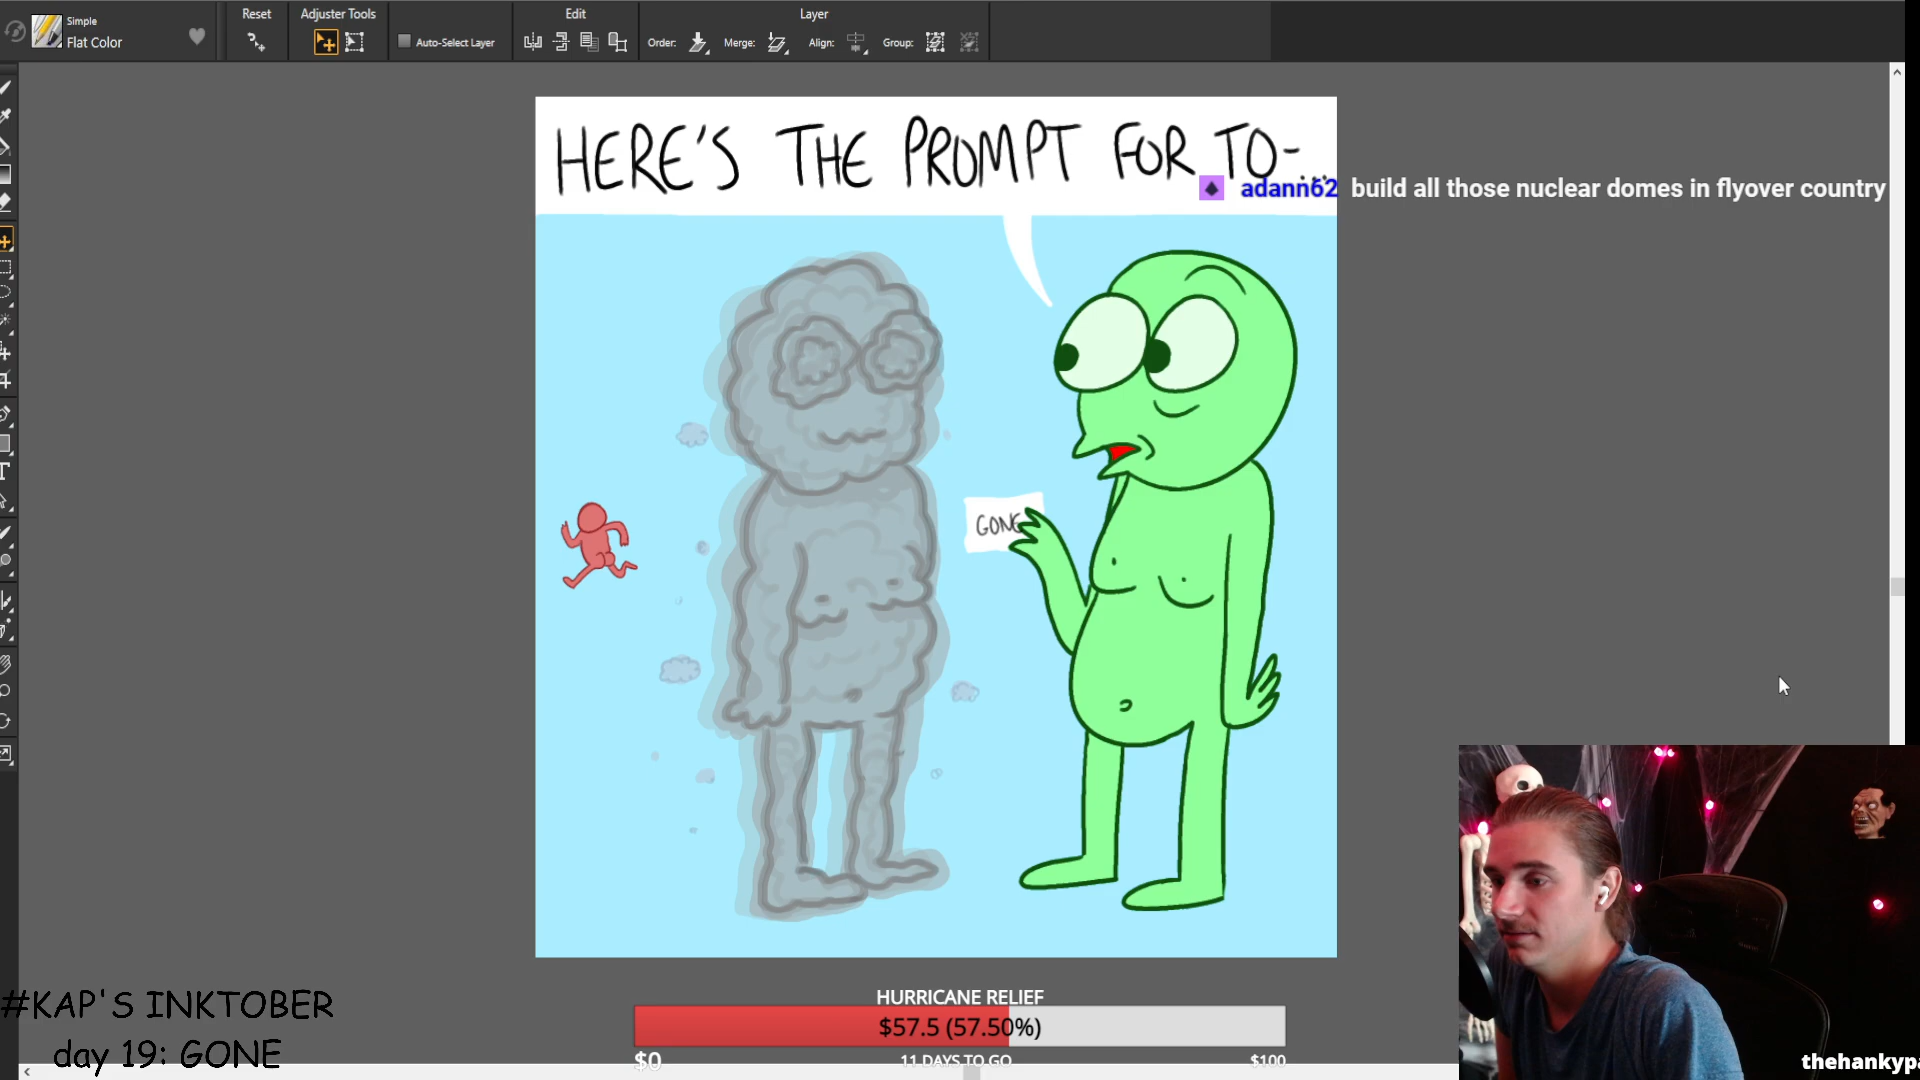 Simple
Flat Color
Reset
Adjuster Tools
Auto-Select Layer
Edit
Layer
Order:
Merge:
Align:
Group:
HERE'S THE PROMPT FOR TO-
adann62 build all those nuclear domes in flyover country
GONE
#KAP'S INKTOBER
day 19: GONE
HURRICANE RELIEF
$57.5 (57.50%)
$0
11 DAYS TO GO
$100
thehankypa